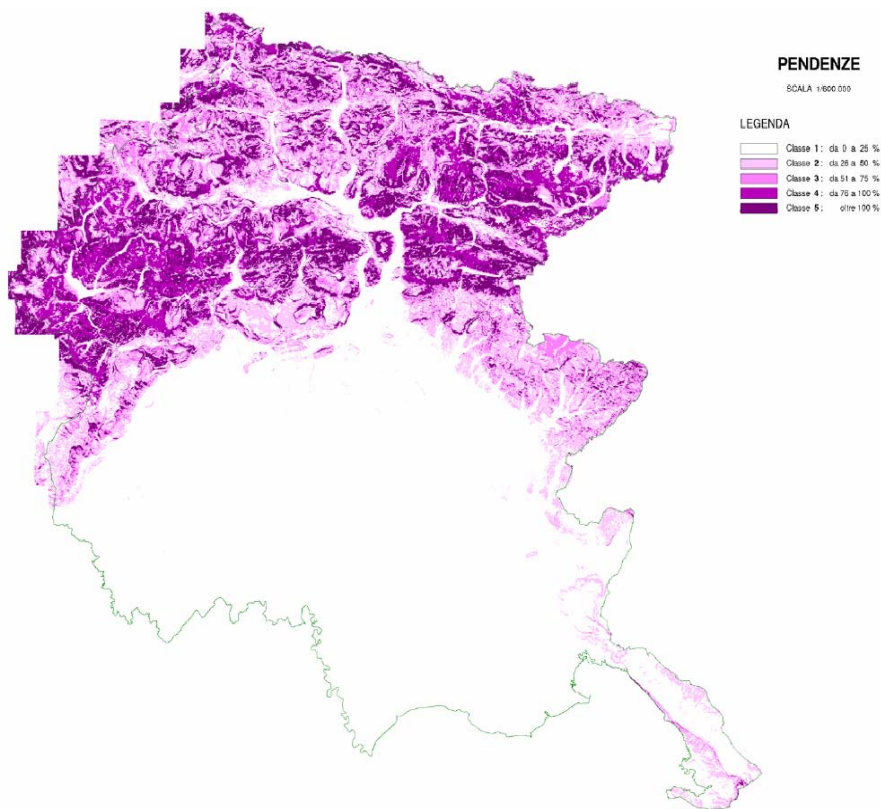 PENDENZE
SCALA 1/600.000
LEGENDA
Classe 1 : da 0 a 25 %
Classe 2 : da 26 a 50 %
Classe 3 : da 51 a 75 %
Classe 4 : da 76 a 100 %
Classe 5 : oltre 100 %